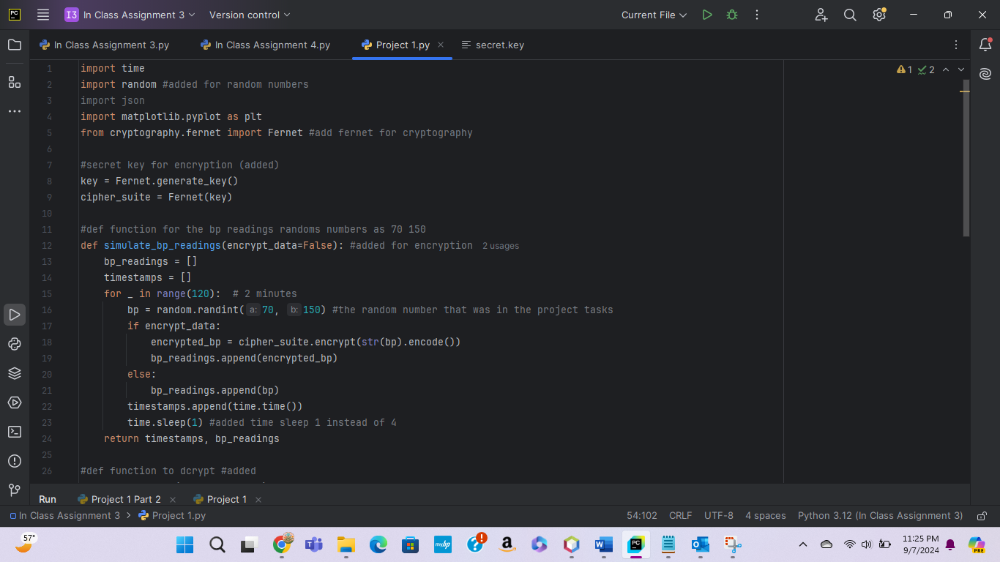 PC
I3 In Class Assignment 3 Version control Current File
In Class Assignment 3.py In Class Assignment 4.py Project 1.py secret.key
1 2
1 import time
2 import random #added for random numbers
3 import json
4 import matplotlib.pyplot as plt
5 from cryptography.fernet import Fernet #add fernet for cryptography
6
7 #secret key for encryption (added)
8 key = Fernet.generate_key()
9 cipher_suite = Fernet(key)
10
11 #def function for the bp readings randoms numbers as 70 150
12 def simulate_bp_readings(encrypt_data=False): #added for encryption 2 usages
13 bp_readings = []
14 timestamps = []
15 for _ in range(120): # 2 minutes
16 bp = random.randint(a: 70, b: 150) #the random number that was in the project tasks
17 if encrypt_data:
18 encrypted_bp = cipher_suite.encrypt(str(bp).encode())
19 bp_readings.append(encrypted_bp)
20 else:
21 bp_readings.append(bp)
22 timestamps.append(time.time())
23 time.sleep(1) #added time sleep 1 instead of 4
24 return timestamps, bp_readings
25
26 #def function to dcrypt #added
Run Project 1 Part 2 Project 1
In Class Assignment 3 Project 1.py 54:102 CRLF UTF-8 4 spaces Python 3.12 (In Class Assignment 3)
57° myhp ? ! a W PC O PRE
11:25 PM
9/7/2024